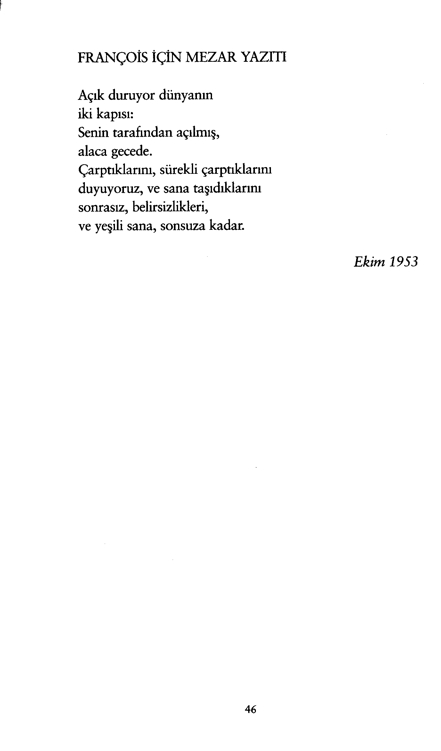 FRANÇOİS İÇİN MEZAR YAZITI
Açık duruyor dünyanın
iki kapısı:
Senin tarafından açılmış,
alaca gecede.
Çarptıklarını, sürekli çarptıklarını
duyuyoruz, ve sana taşıdıklarını
sonrasız, belirsizlikleri,
ve yeşili sana, sonsuza kadar.
Ekim 1953
46